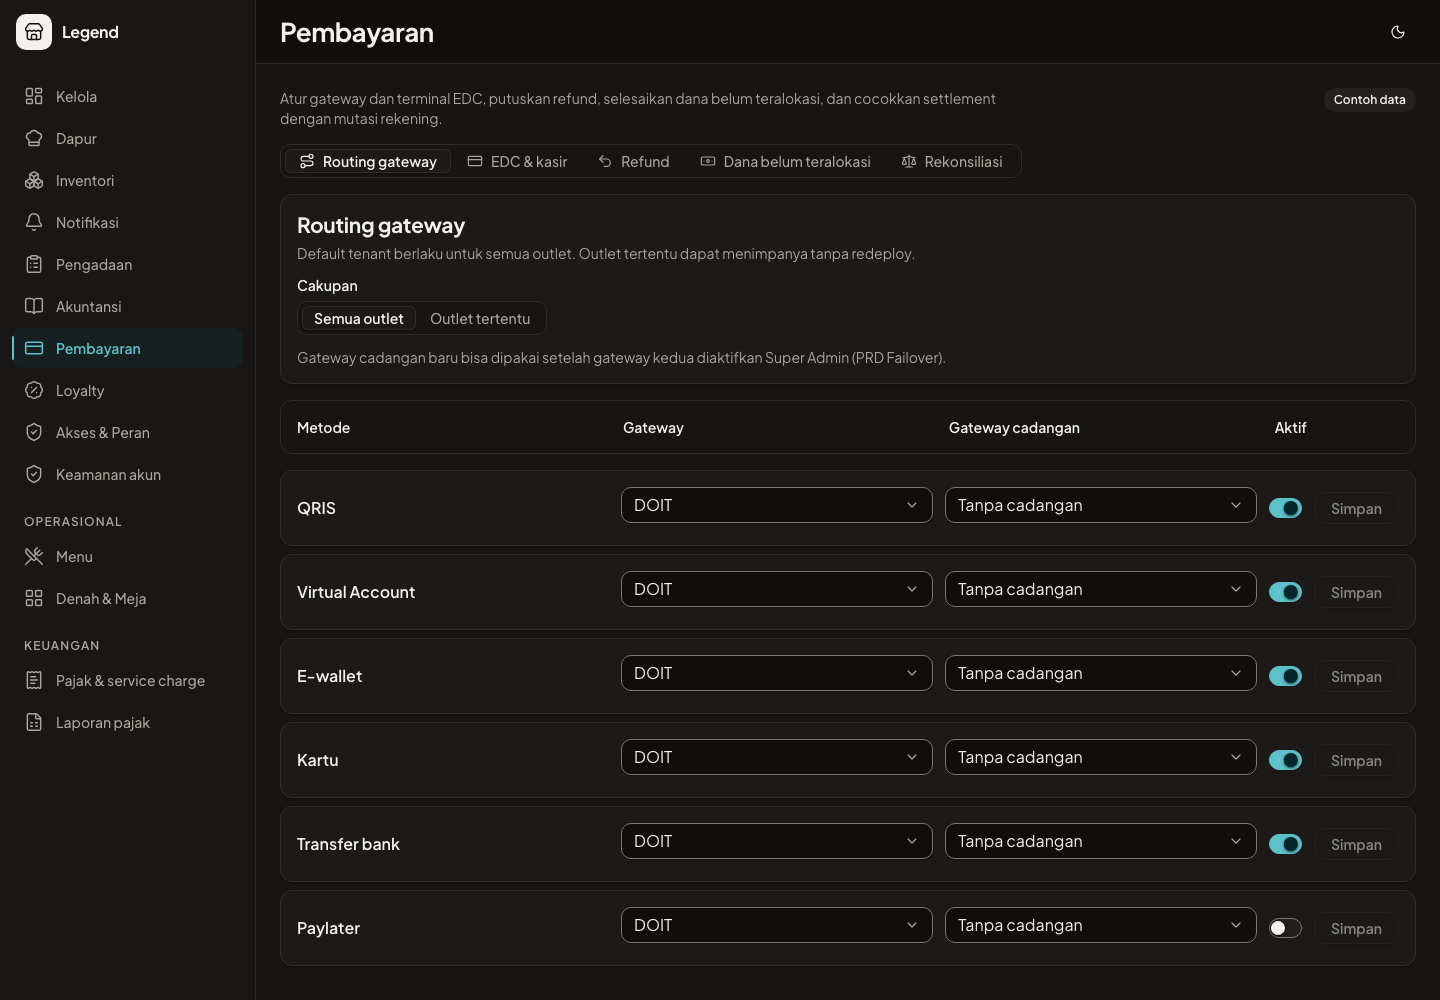 Legend
Kelola
Dapur
Inventori
Notifikasi
Pengadaan
Akuntansi
Pembayaran
Loyalty
Akses & Peran
Keamanan akun
OPERASIONAL
Menu
Denah & Meja
KEUANGAN
Pajak & service charge
Laporan pajak
Pembayaran
Atur gateway dan terminal EDC, putuskan refund, selesaikan dana belum teralokasi, dan cocokkan settlement
dengan mutasi rekening.
Contoh data
Routing gateway EDC & kasir Refund Dana belum teralokasi Rekonsiliasi
Routing gateway
Default tenant berlaku untuk semua outlet. Outlet tertentu dapat menimpanya tanpa redeploy.
Cakupan
Semua outlet Outlet tertentu
Gateway cadangan baru bisa dipakai setelah gateway kedua diaktifkan Super Admin (PRD Failover).
Metode Gateway Gateway cadangan Aktif
QRIS DOIT Tanpa cadangan Simpan
Virtual Account DOIT Tanpa cadangan Simpan
E-wallet DOIT Tanpa cadangan Simpan
Kartu DOIT Tanpa cadangan Simpan
Transfer bank DOIT Tanpa cadangan Simpan
Paylater DOIT Tanpa cadangan Simpan